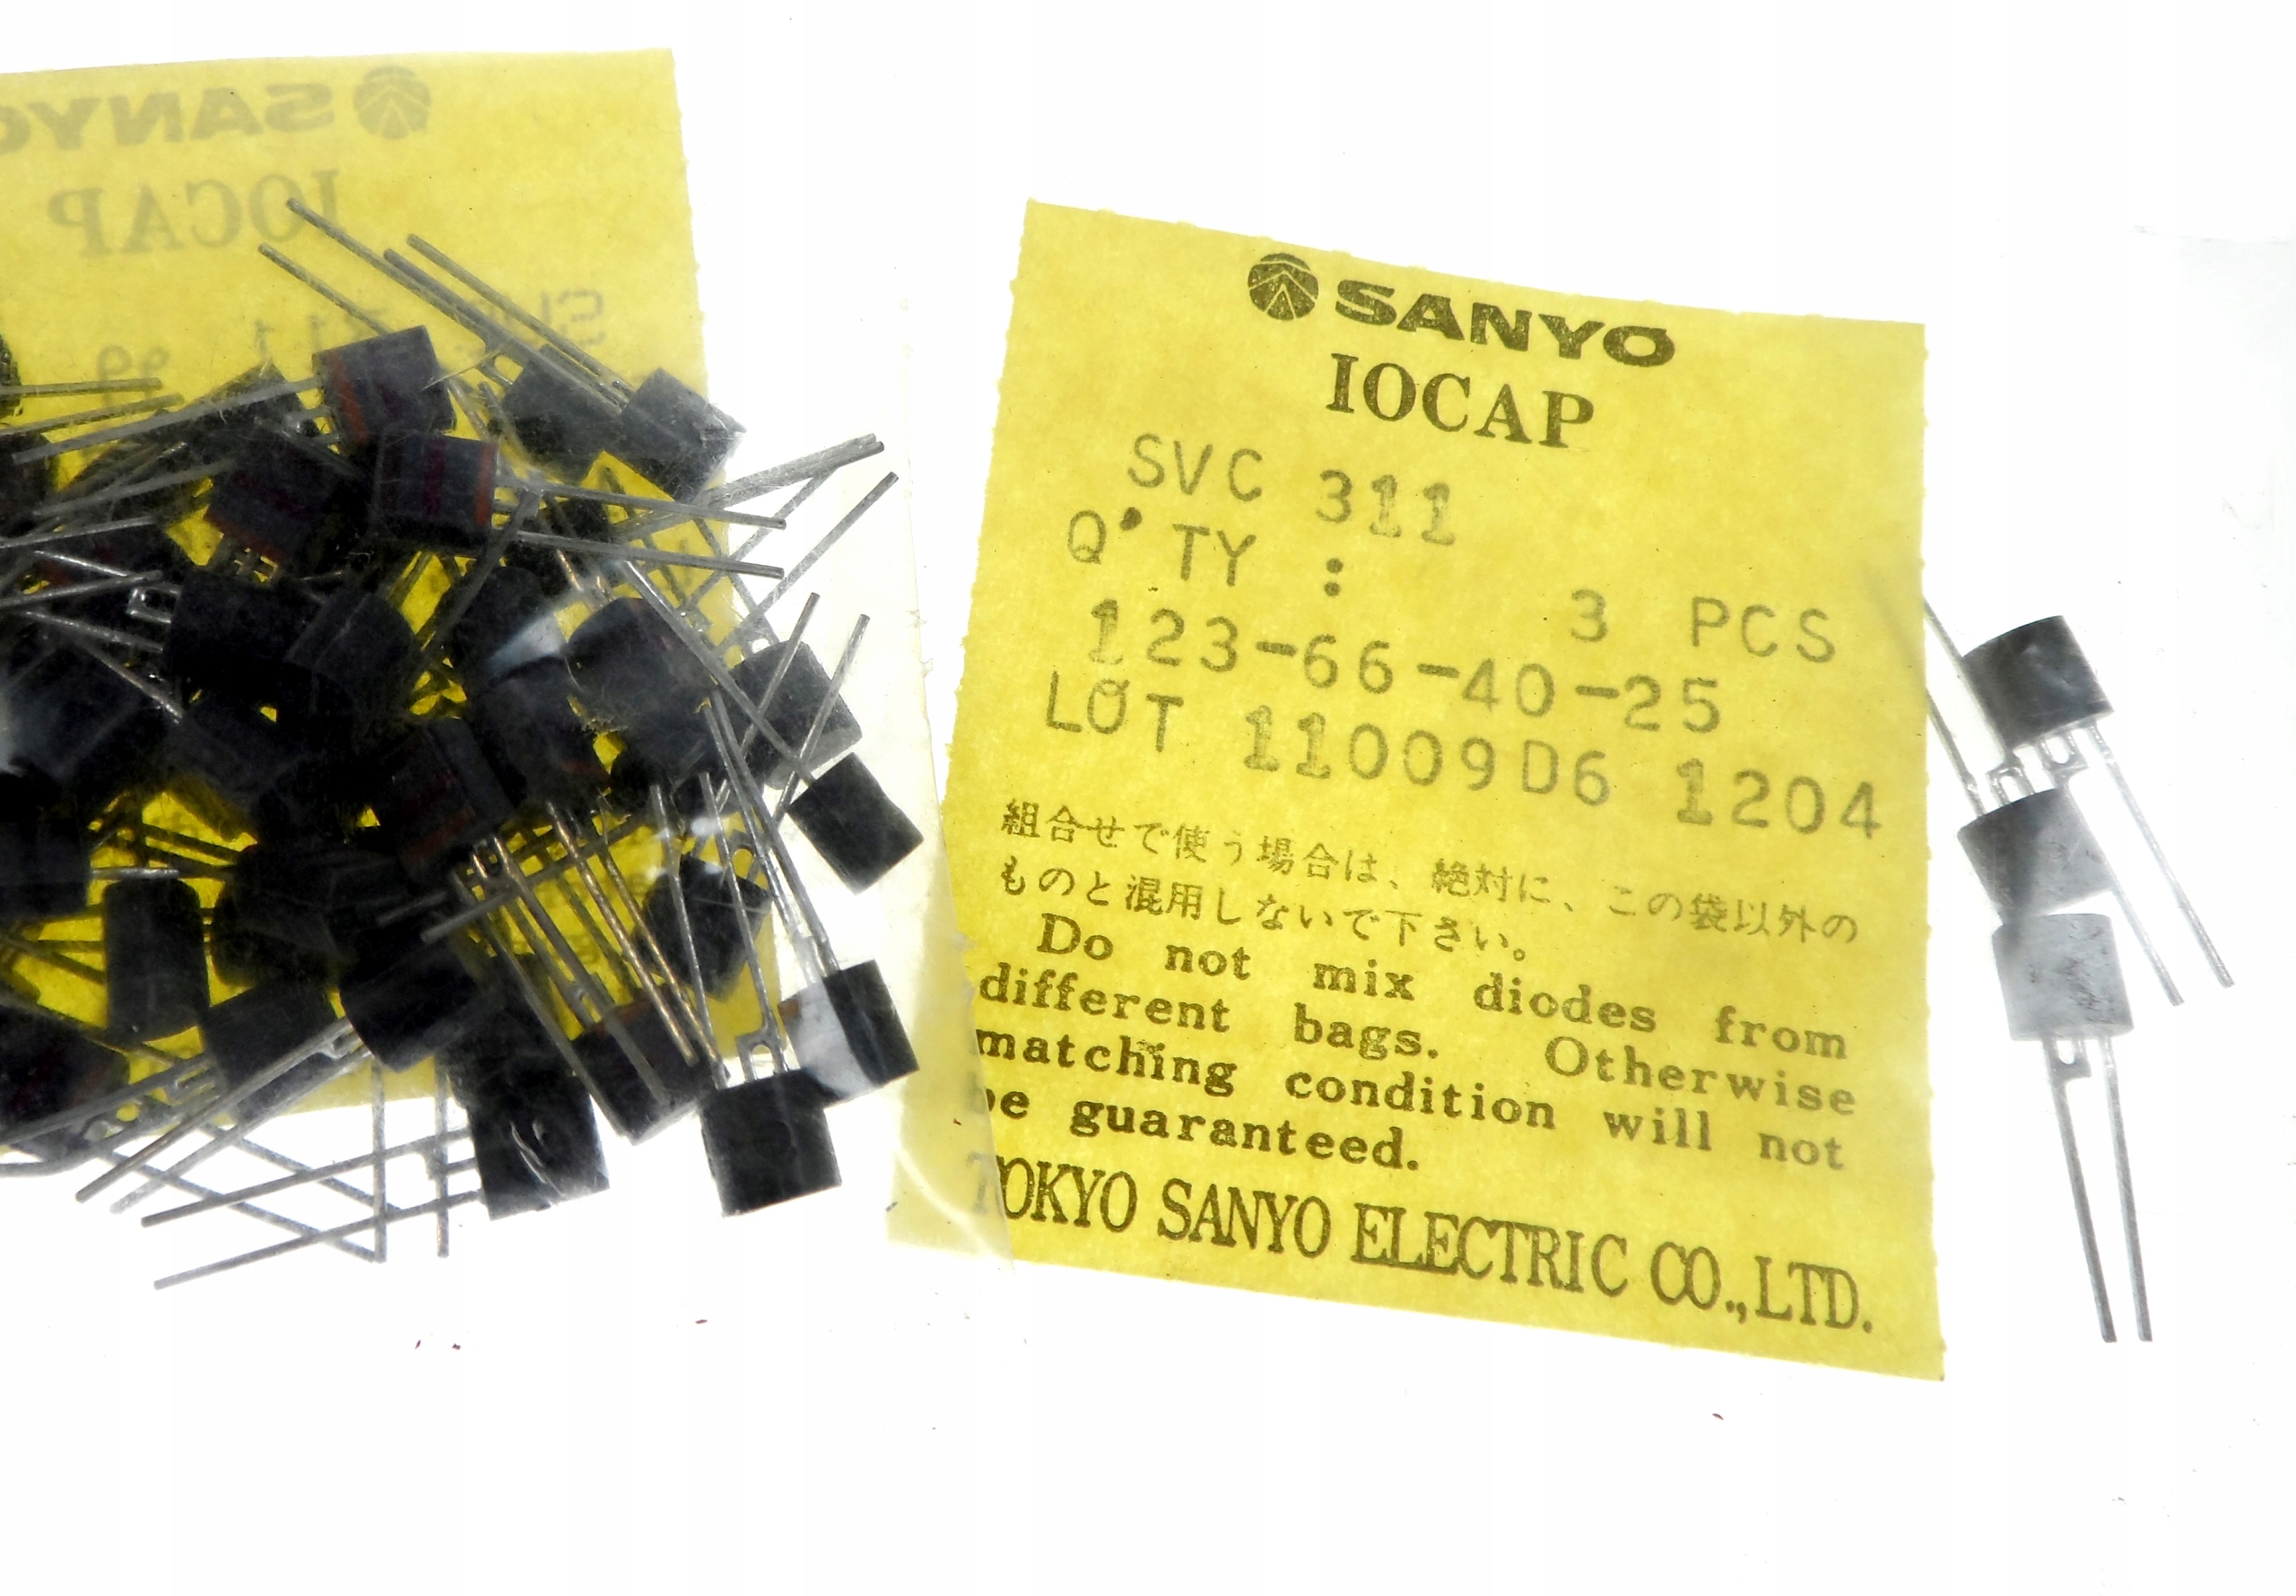 SANYO
IOCAP
SANYO
IOCAP
SVC 311
Q'TY : 3 PCS
123-66-40-25
LOT 11009D6 1204
組合せで使う場合は、絶対に、この袋以外の
ものと混用しないで下さい。
Do not mix diodes from
different bags. Otherwise
matching condition will not
be guaranteed.
TOKYO SANYO ELECTRIC CO., LTD.